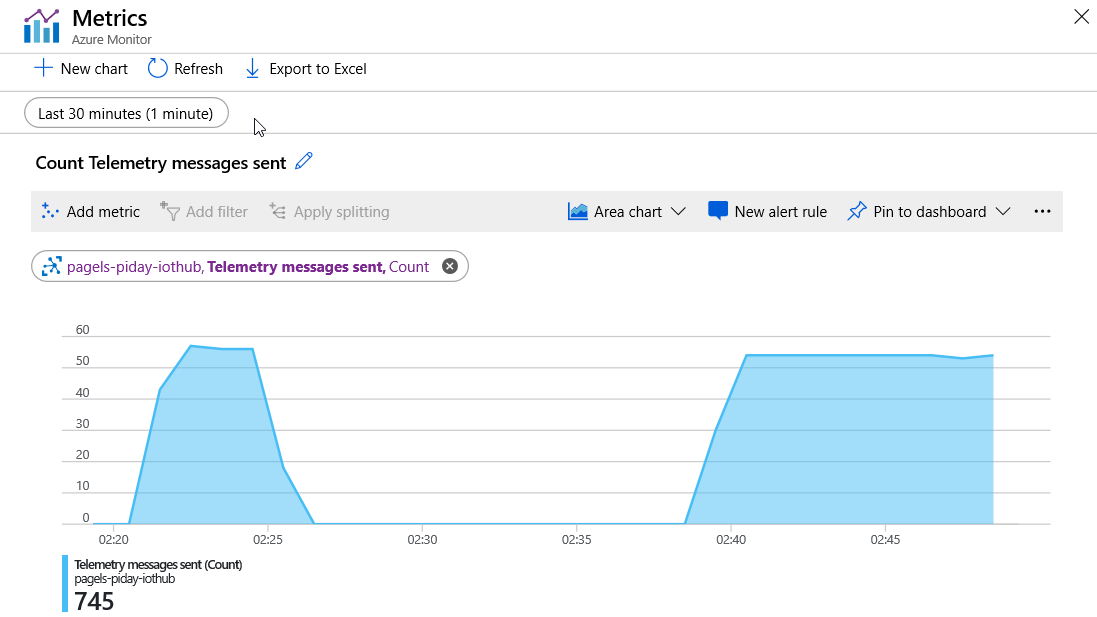 Metrics
Azure Monitor
New chart Refresh Export to Excel
Last 30 minutes (1 minute)
Count Telemetry messages sent
Add metric Add filter Apply splitting Area chart New alert rule Pin to dashboard ...
pagels-piday-iothub, Telemetry messages sent, Count
60
50
40
30
20
10
0
02:20 02:25 02:30 02:35 02:40 02:45
Telemetry messages sent (Count)
pagels-piday-iothub
745